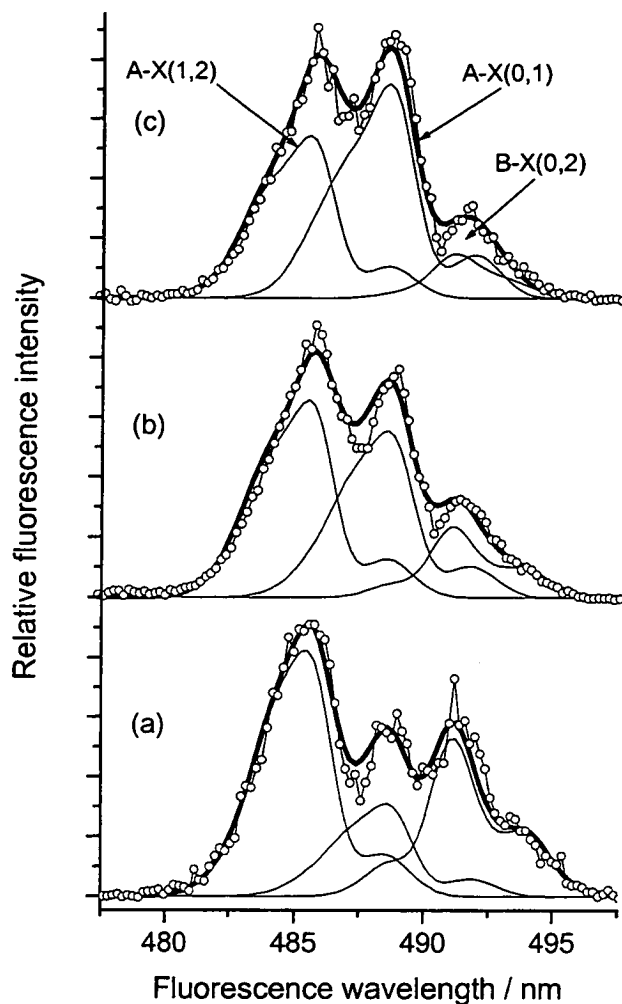 A-X(1,2)
A-X(0,1)
(c)
B-X(0,2)
(b)
(a)
Relative fluorescence intensity
480 485 490 495
Fluorescence wavelength / nm